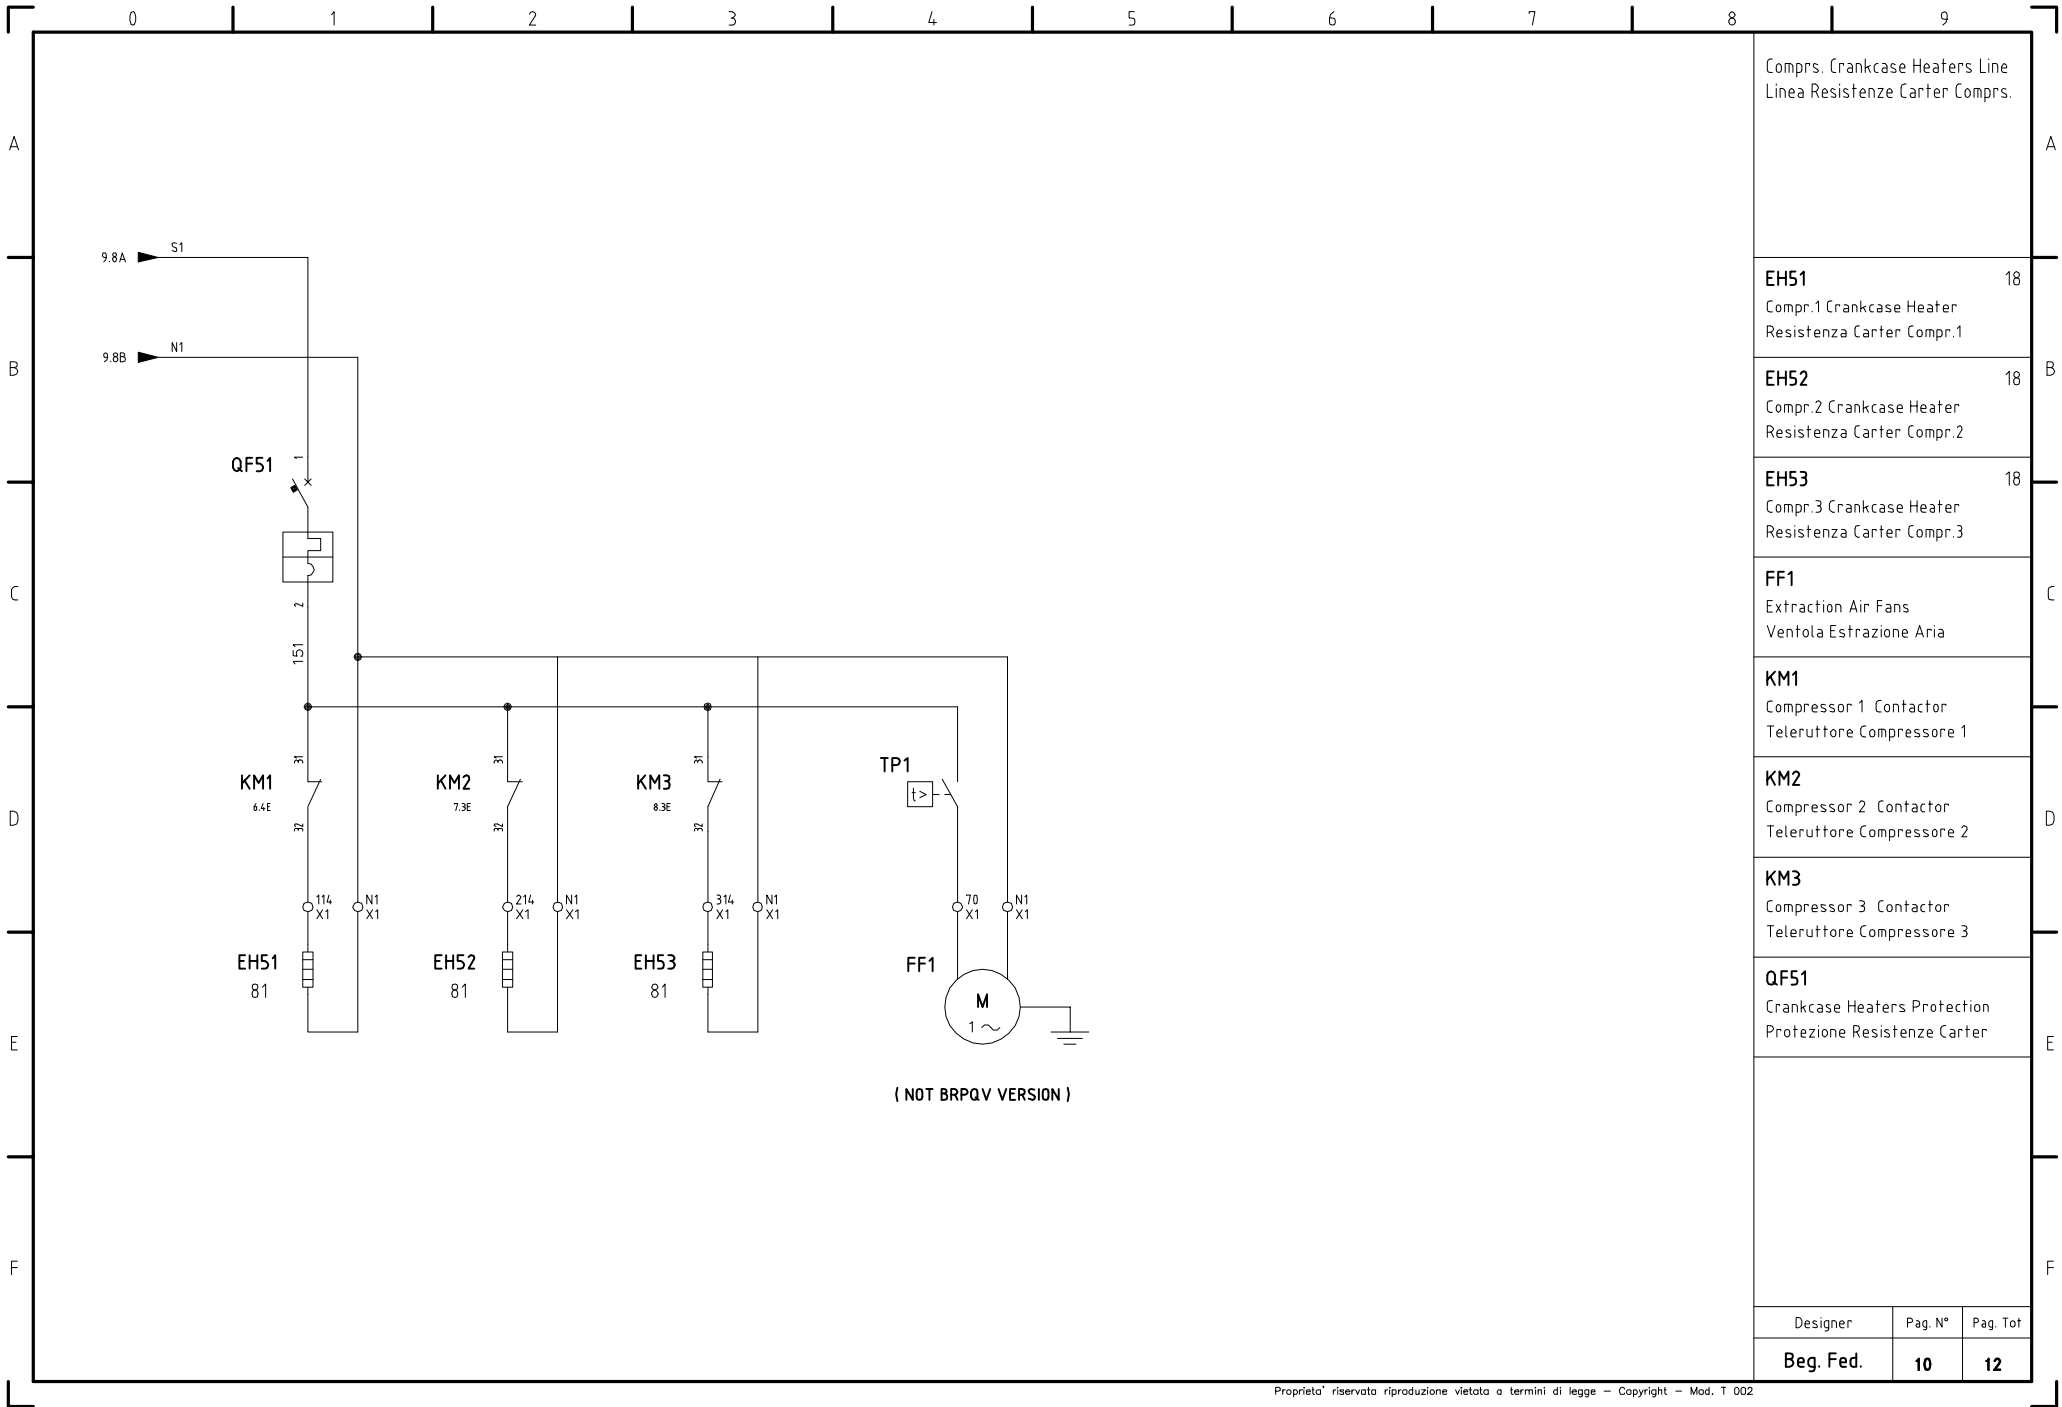 0 1 2 3 4 5 6 7 8 9
Comprs. Crankcase Heaters Line
Linea Resistenze Carter Comprs.
A A
S1
9.8A
EH51 18
Compr.1 Crankcase Heater
Resistenza Carter Compr.1
N1
9.8B
B B
EH52 18
Compr.2 Crankcase Heater
Resistenza Carter Compr.2
QF51 1
EH53 18
Compr.3 Crankcase Heater
Resistenza Carter Compr.3
FF1
Extraction Air Fans
Ventola Estrazione Aria
C C
2
151
KM1
Compressor 1 Contactor
Teleruttore Compressore 1
31 31 31
KM1 KM2 KM3 TP1
6.4E 7.3E 8.3E t>
32 32 32
KM2
Compressor 2 Contactor
Teleruttore Compressore 2
D D
KM3
Compressor 3 Contactor
Teleruttore Compressore 3
114 N1 214 N1 314 N1 70 N1
X1 X1 X1 X1 X1 X1 X1 X1
EH51 EH52 EH53 FF1
81 81 81
M
1 ~
QF51
Crankcase Heaters Protection
Protezione Resistenze Carter
E E
( NOT BRPQV VERSION )
F F
Designer Pag. N° Pag. Tot
Beg. Fed. 10 12
Proprieta' riservata riproduzione vietata a termini di legge – Copyright – Mod. T 002